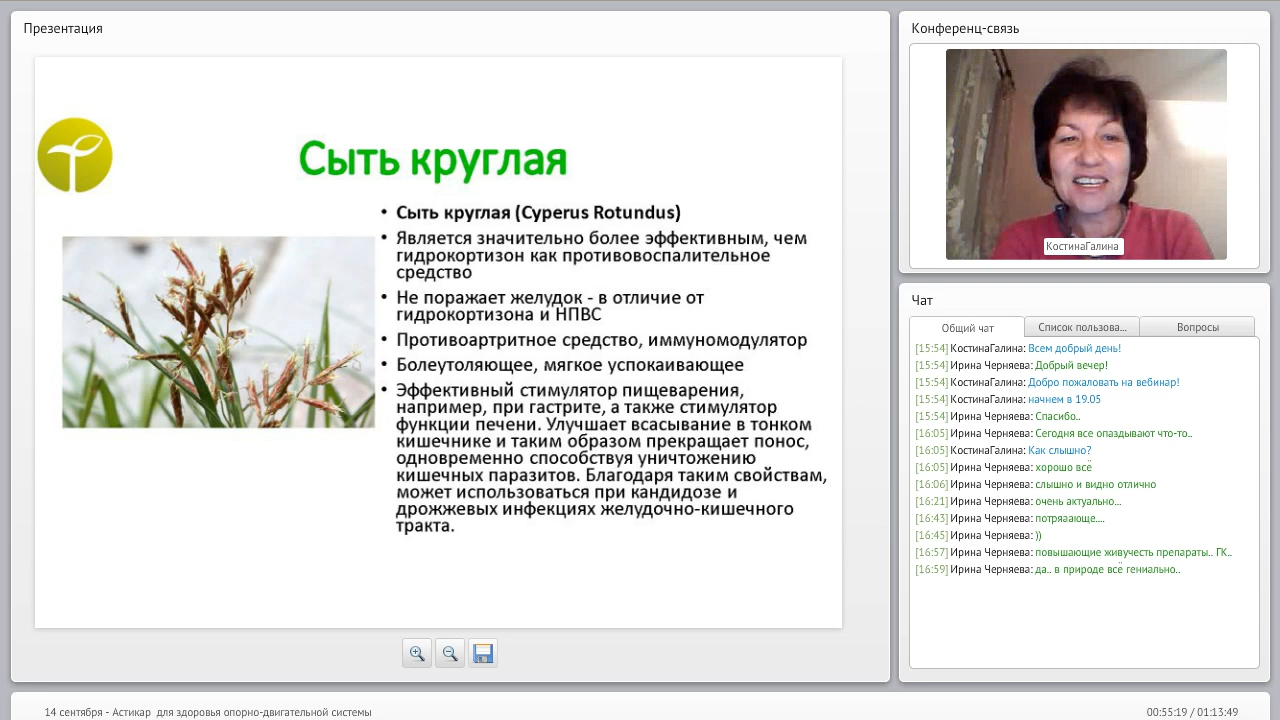 Презентация
Сыть круглая
• Сыть круглая (Cyperus Rotundus)
• Является значительно более эффективным, чем
гидрокортизон как противовоспалительное
средство
• Не поражает желудок - в отличие от
гидрокортизона и НПВС
• Противоартритное средство, иммуномодулятор
• Болеутоляющее, мягкое успокаивающее
• Эффективный стимулятор пищеварения,
например, при гастрите, а также стимулятор
функции печени. Улучшает всасывание в тонком
кишечнике и таким образом прекращает понос,
одновременно способствуя уничтожению
кишечных паразитов. Благодаря таким свойствам,
может использоваться при кандидозе и
дрожжевых инфекциях желудочно-кишечного
тракта.
Конференц-связь
КостинаГалина
Чат
Общий чат
Список пользова...
Вопросы
[15:54] КостинаГалина: Всем добрый день!
[15:54] Ирина Черняева: Добрый вечер!
[15:54] КостинаГалина: Добро пожаловать на вебинар!
[15:54] КостинаГалина: начнем в 19.05
[15:54] Ирина Черняева: Спасибо..
[16:05] Ирина Черняева: Сегодня все опаздывают что-то..
[16:05] КостинаГалина: Как слышно?
[16:05] Ирина Черняева: хорошо всё
[16:06] Ирина Черняева: слышно и видно отлично
[16:21] Ирина Черняева: очень актуально...
[16:43] Ирина Черняева: потряаающе....
[16:45] Ирина Черняева: ))
[16:57] Ирина Черняева: повышающие живучесть препараты.. ГК..
[16:59] Ирина Черняева: да.. в природе всё гениально..
14 сентября - Астикар для здоровья опорно-двигательной системы
00:55:19 / 01:13:49